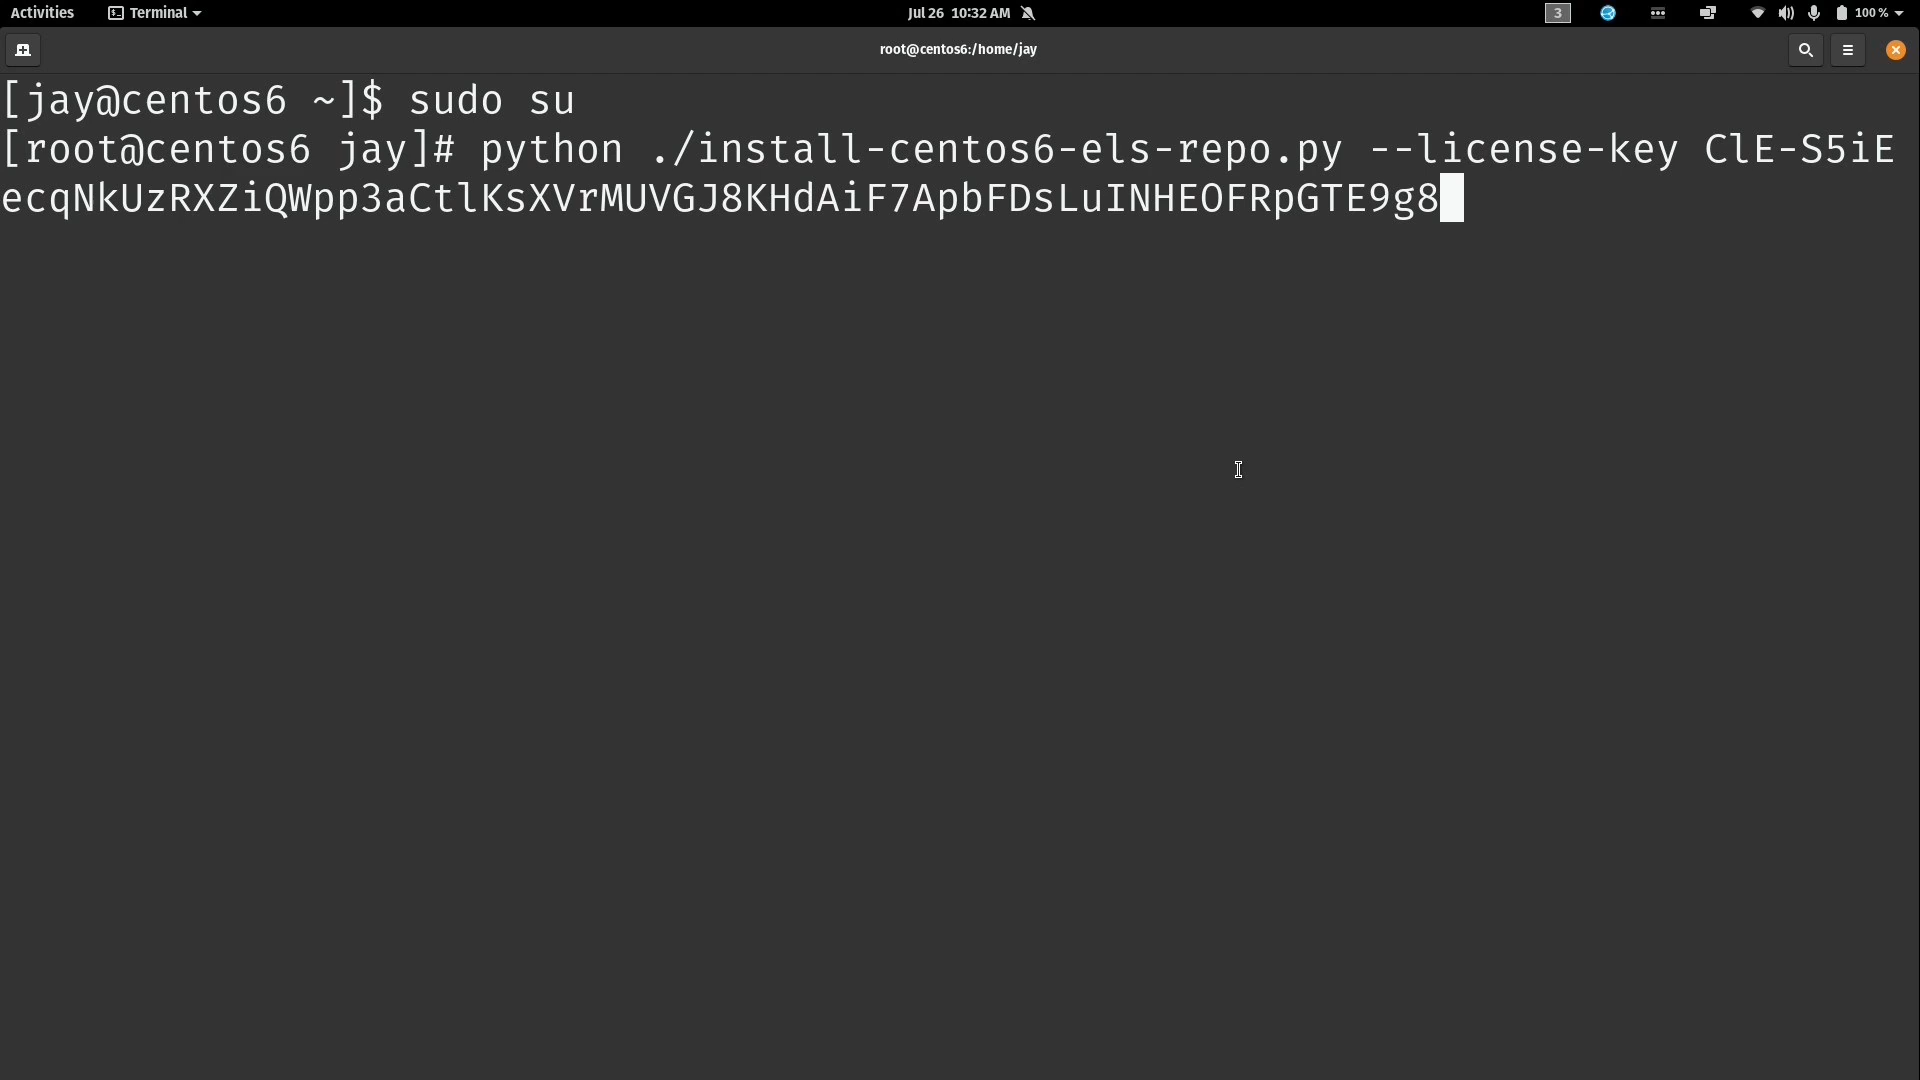 Activities Terminal Jul 26 10:32 AM 3 100 %
root@centos6:/home/jay
[jay@centos6 ~]$ sudo su
[root@centos6 jay]# python ./install-centos6-els-repo.py --license-key ClE-S5iE
ecqNkUzRXZiQWpp3aCtlKsXVrMUVGJ8KHdAiF7ApbFDsLuINHEOFRpGTE9g8